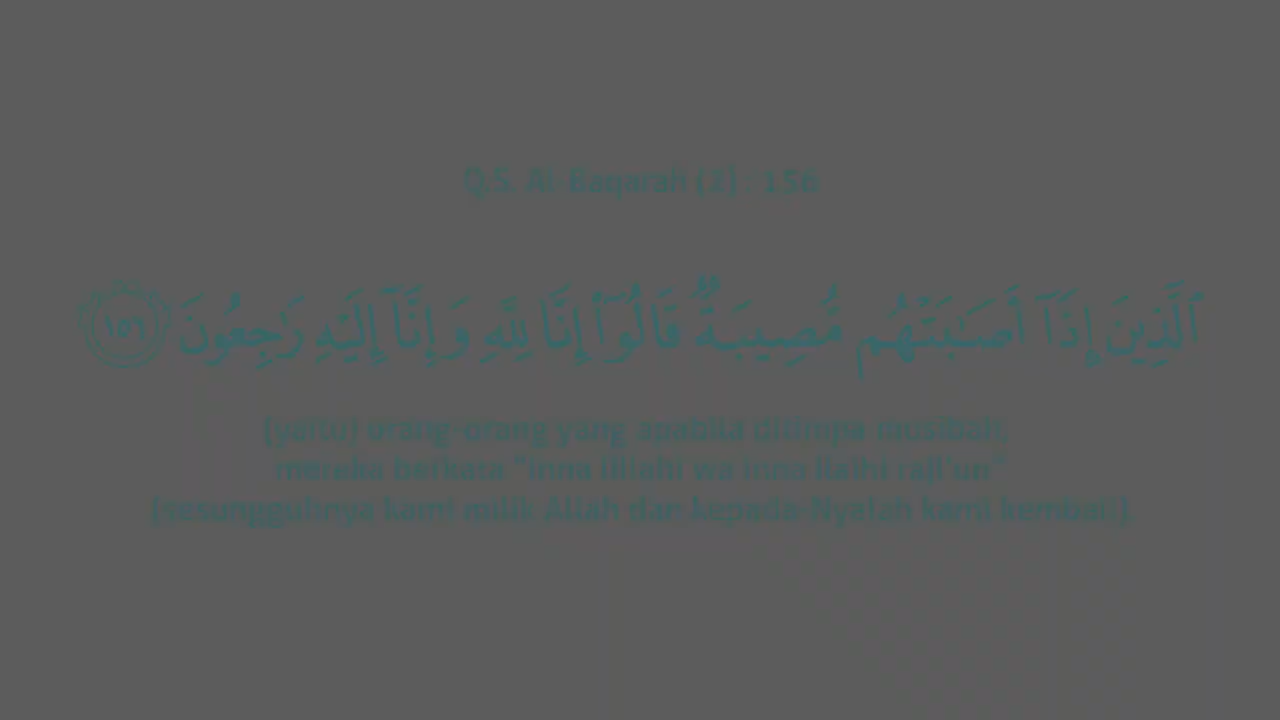 Q.S. Al-Baqarah (2) : 156
ٱلَّذِينَ إِذَآ أَصَٰبَتْهُم مُّصِيبَةٌ قَالُوٓا۟ إِنَّا لِلَّهِ وَإِنَّآ إِلَيْهِ رَٰجِعُونَ ١٥٦
(yaitu) orang-orang yang apabila ditimpa musibah,
mereka berkata "inna lillahi wa inna ilaihi raji'un"
(sesungguhnya kami milik Allah dan kepada-Nyalah kami kembali).